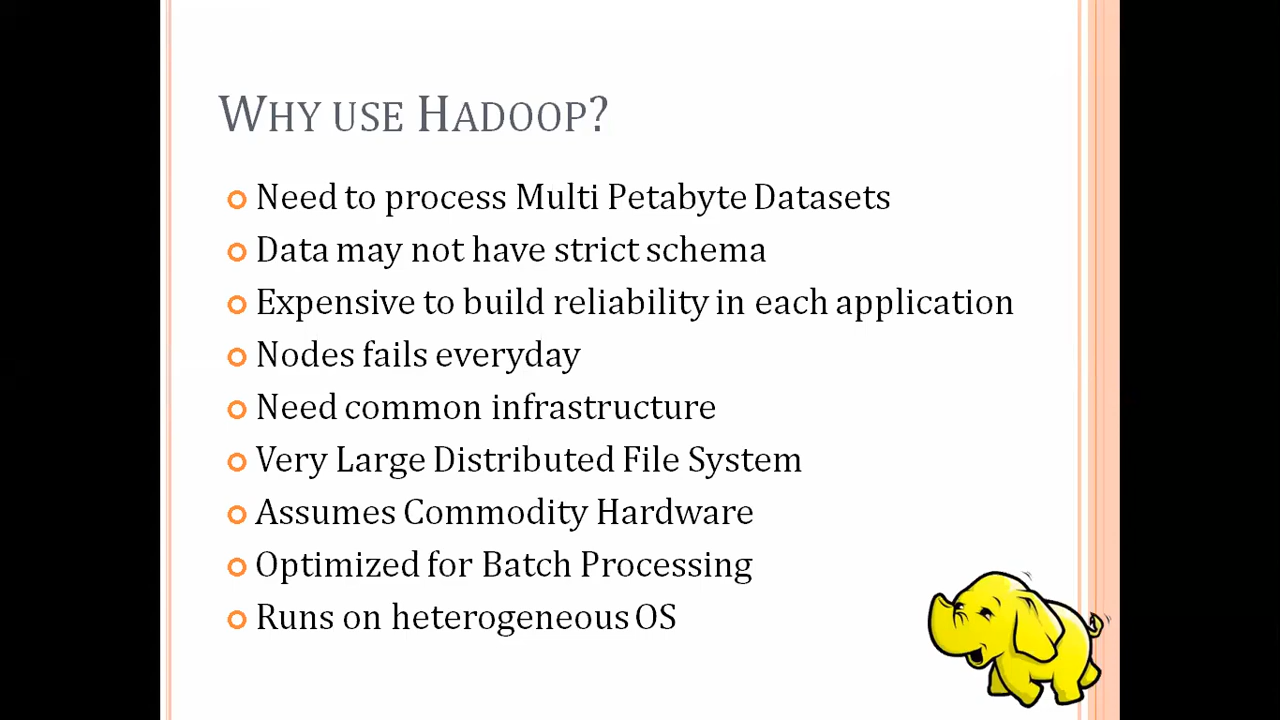 WHY USE HADOOP?
Need to process Multi Petabyte Datasets
Data may not have strict schema
Expensive to build reliability in each application
Nodes fails everyday
Need common infrastructure
Very Large Distributed File System
Assumes Commodity Hardware
Optimized for Batch Processing
Runs on heterogeneous OS